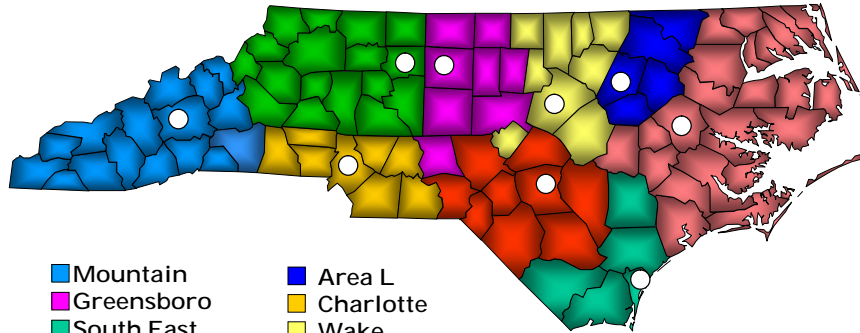 Mountain
Greensboro
South East
Area L
Charlotte
Wake